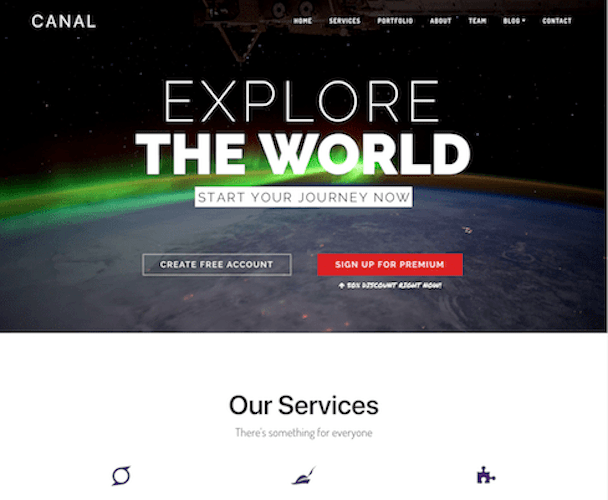 CANAL
HOME SERVICES PORTFOLIO ABOUT TEAM BLOG CONTACT
EXPLORE
THE WORLD
START YOUR JOURNEY NOW
CREATE FREE ACCOUNT
SIGN UP FOR PREMIUM
50% DISCOUNT RIGHT NOW!
Our Services
There's something for everyone